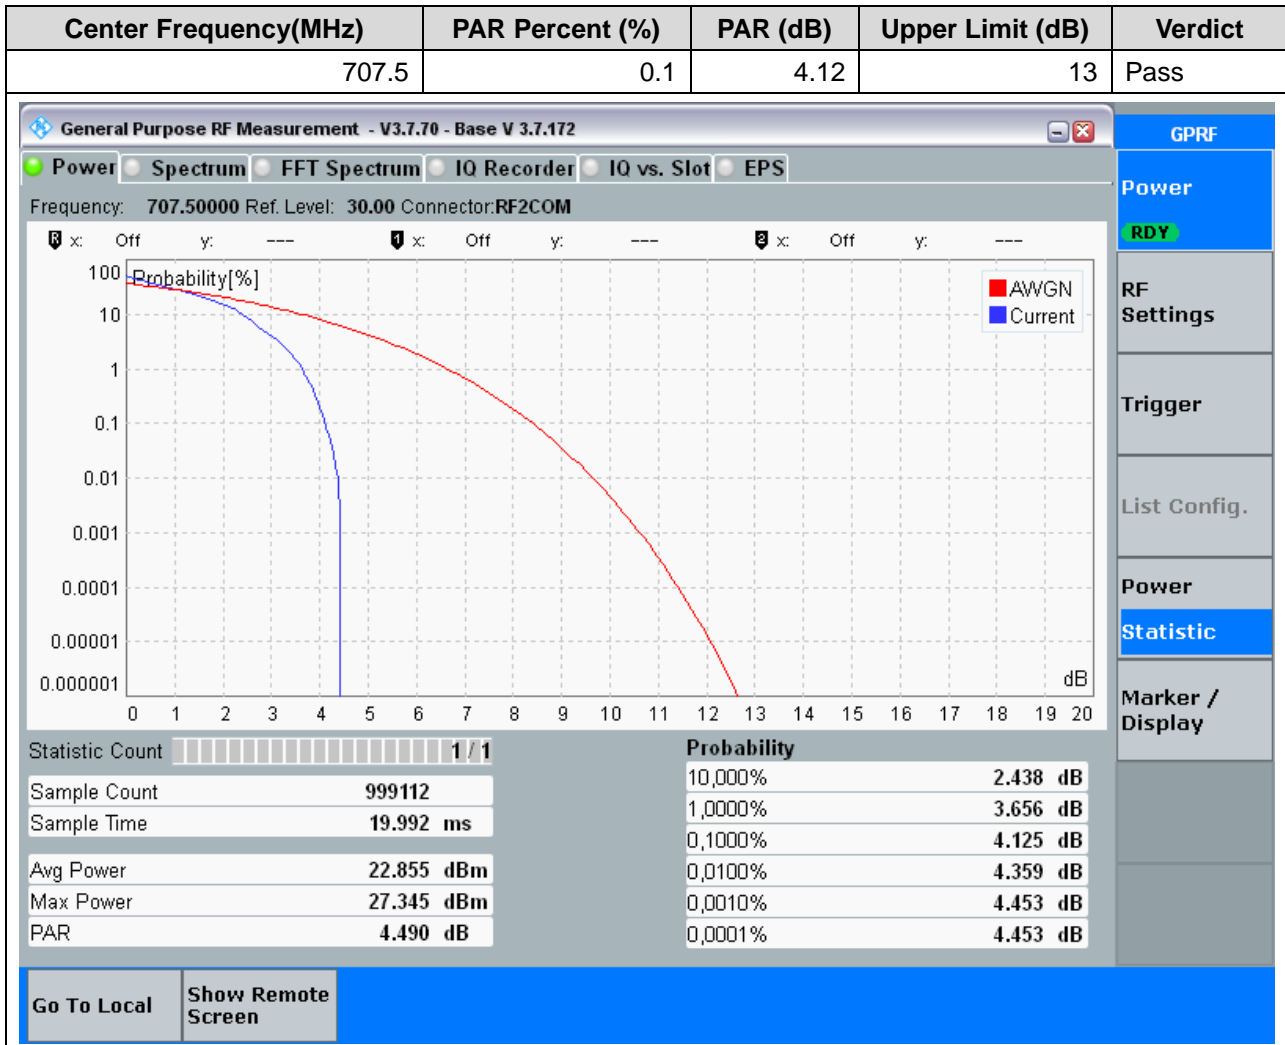 Center Frequency(MHz) PAR Percent (%) PAR (dB) Upper Limit (dB) Verdict
707.5 0.1 4.12 13 Pass
General Purpose RF Measurement - V3.7.70 - Base V 3.7.172
GPRF
Power Spectrum FFT Spectrum IQ Recorder IQ vs. Slot EPS
Power
RDY
Frequency: 707.50000 Ref. Level: 30.00 Connector:RF2COM
R x: Off y: --- 1 x: Off y: --- 2 x: Off y: ---
Probability[%]
AWGN
Current
100
10
1
0.1
0.01
0.001
0.0001
0.00001
0.000001
dB
0 1 2 3 4 5 6 7 8 9 10 11 12 13 14 15 16 17 18 19 20
RF
Settings
Trigger
List Config.
Power
Statistic
Marker /
Display
Statistic Count 1 / 1
Sample Count 999112
Sample Time 19.992 ms
Avg Power 22.855 dBm
Max Power 27.345 dBm
PAR 4.490 dB
Probability
10,000% 2.438 dB
1,0000% 3.656 dB
0,1000% 4.125 dB
0,0100% 4.359 dB
0,0010% 4.453 dB
0,0001% 4.453 dB
Go To Local
Show Remote
Screen